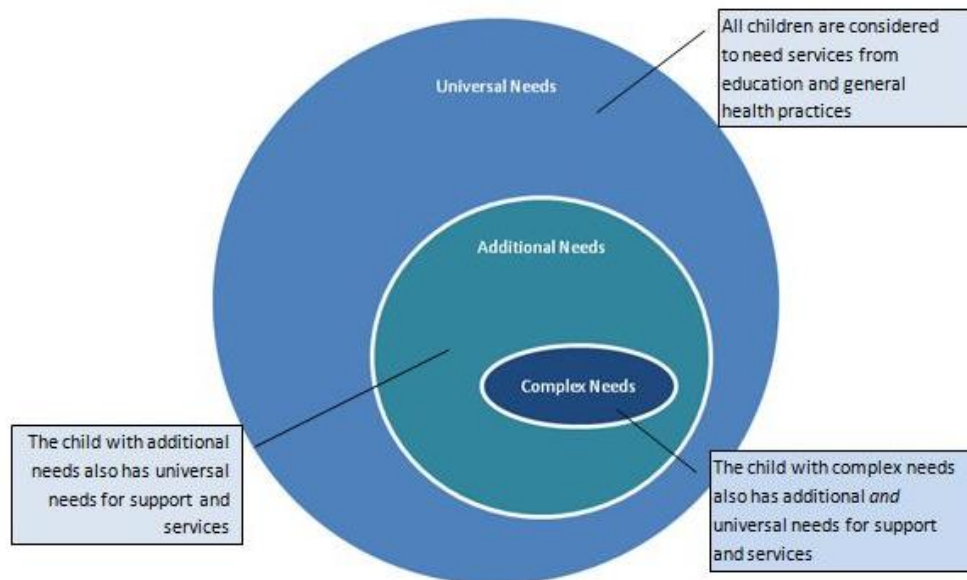 All children are considered
to need services from
education and general
health practices
Universal Needs
Additional Needs
Complex Needs
The child with additional
needs also has universal
needs for support and
services
The child with complex needs
also has additional and
universal needs for support
and services